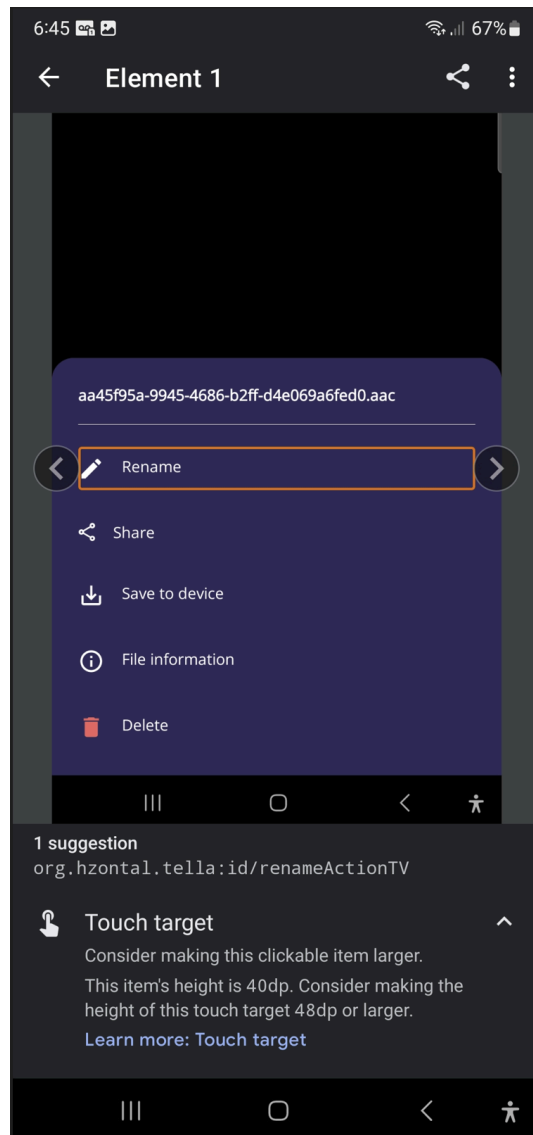 6:45 67%
Element 1
aa45f95a-9945-4686-b2ff-d4e069a6fed0.aac
Rename
Share
Save to device
File information
Delete
1 suggestion
org.hzontal.tella:id/renameActionTV
Touch target
Consider making this clickable item larger.
This item's height is 40dp. Consider making the
height of this touch target 48dp or larger.
Learn more: Touch target